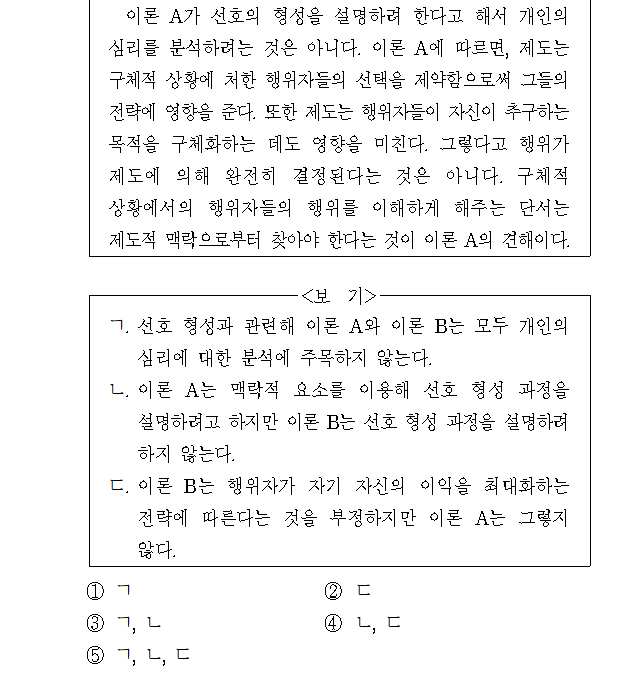 이론 A가 선호의 형성을 설명하려 한다고 해서 개인의
심리를 분석하려는 것은 아니다. 이론 A에 따르면, 제도는
구체적 상황에 처한 행위자들의 선택을 제약함으로써 그들의
전략에 영향을 준다. 또한 제도는 행위자들이 자신이 추구하는
목적을 구체화하는 데도 영향을 미친다. 그렇다고 행위가
제도에 의해 완전히 결정된다는 것은 아니다. 구체적
상황에서의 행위자들의 행위를 이해하게 해주는 단서는
제도적 맥락으로부터 찾아야 한다는 것이 이론 A의 견해이다.
<보 기>
ㄱ. 선호 형성과 관련해 이론 A와 이론 B는 모두 개인의
심리에 대한 분석에 주목하지 않는다.
ㄴ. 이론 A는 맥락적 요소를 이용해 선호 형성 과정을
설명하려고 하지만 이론 B는 선호 형성 과정을 설명하려
하지 않는다.
ㄷ. 이론 B는 행위자가 자기 자신의 이익을 최대화하는
전략에 따른다는 것을 부정하지만 이론 A는 그렇지
않다.
① ㄱ ② ㄷ
③ ㄱ, ㄴ ④ ㄴ, ㄷ
⑤ ㄱ, ㄴ, ㄷ